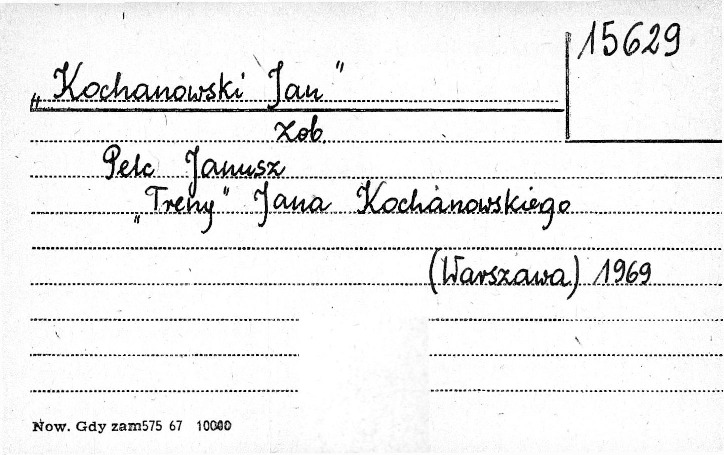 15629
„Kochanowski Jan"
zob.
Pelc Janusz
„Treny" Jana Kochanowskiego
(Warszawa) 1969
Now. Gdy zam575 67 10000